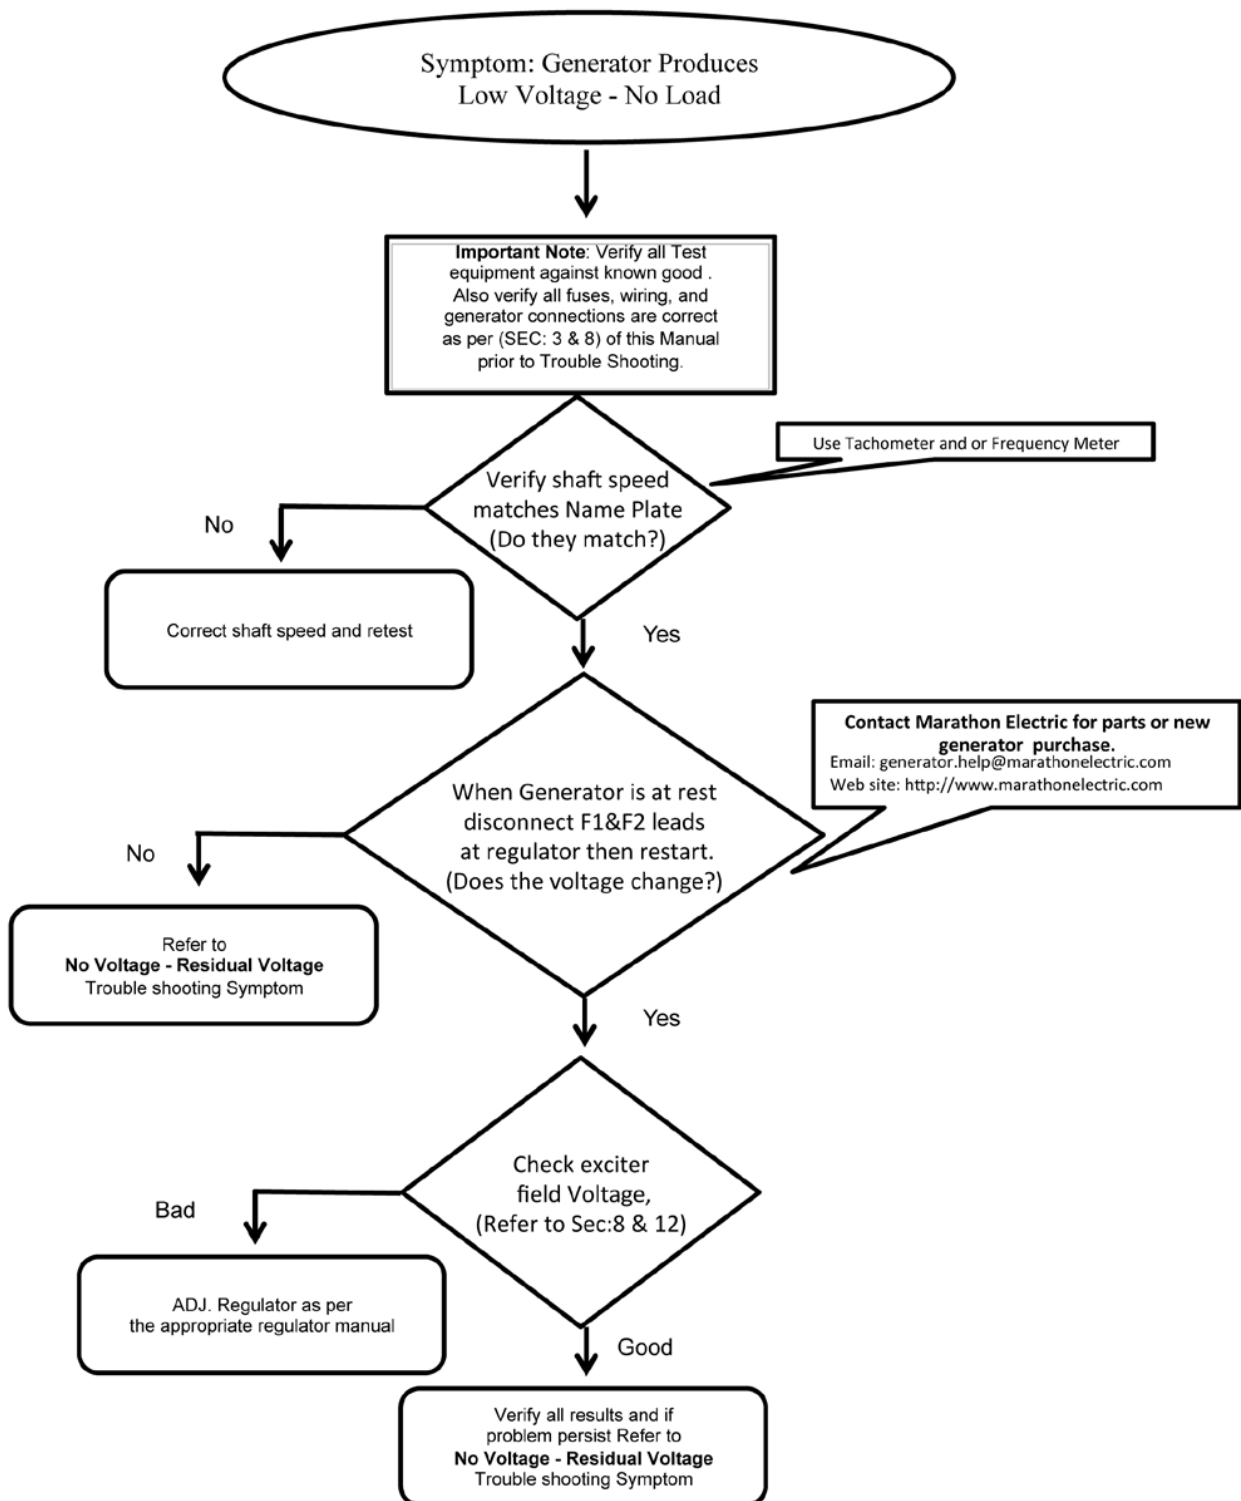 Symptom: Generator Produces
Low Voltage - No Load
Important Note: Verify all Test
equipment against known good .
Also verify all fuses, wiring, and
generator connections are correct
as per (SEC: 3 & 8) of this Manual
prior to Trouble Shooting.
Use Tachometer and or Frequency Meter
Verify shaft speed
matches Name Plate
(Do they match?)
No
Correct shaft speed and retest
Yes
Contact Marathon Electric for parts or new
generator purchase.
Email: generator.help@marathonelectric.com
Web site: http://www.marathonelectric.com
When Generator is at rest
disconnect F1&F2 leads
at regulator then restart.
(Does the voltage change?)
No
Refer to
No Voltage - Residual Voltage
Trouble shooting Symptom
Yes
Check exciter
field Voltage,
(Refer to Sec:8 & 12)
Bad
ADJ. Regulator as per
the appropriate regulator manual
Good
Verify all results and if
problem persist Refer to
No Voltage - Residual Voltage
Trouble shooting Symptom